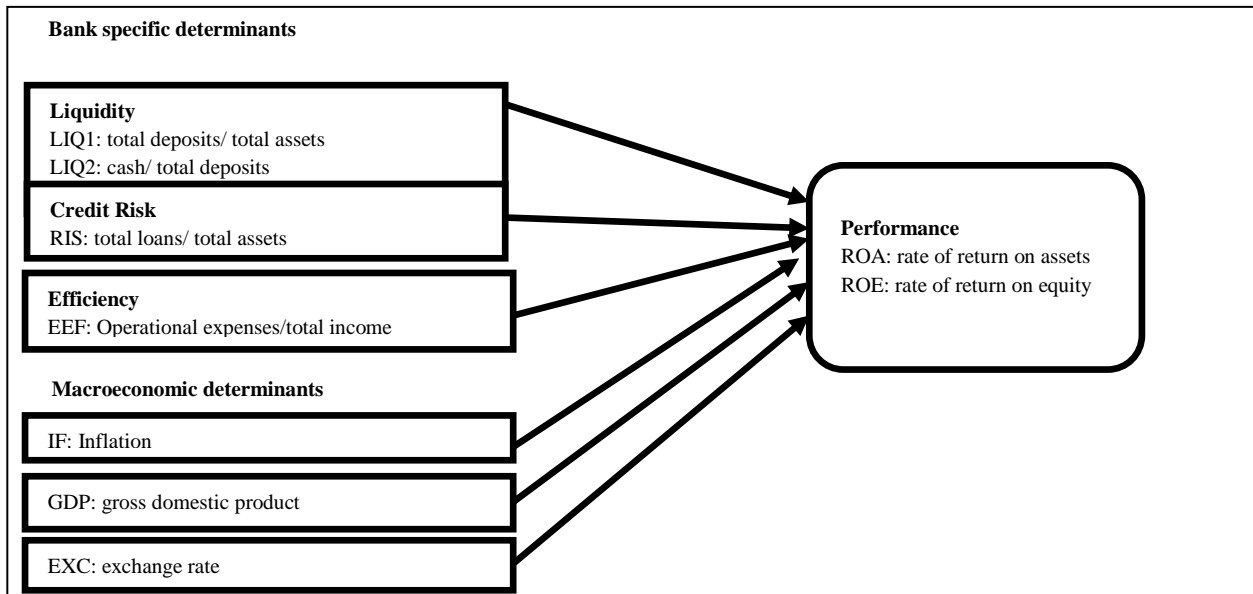 Bank specific determinants
Liquidity
LIQ1: total deposits/ total assets
LIQ2: cash/ total deposits
Credit Risk
RIS: total loans/ total assets
Efficiency
EEF: Operational expenses/total income
Macroeconomic determinants
IF: Inflation
GDP: gross domestic product
EXC: exchange rate
Performance
ROA: rate of return on assets
ROE: rate of return on equity